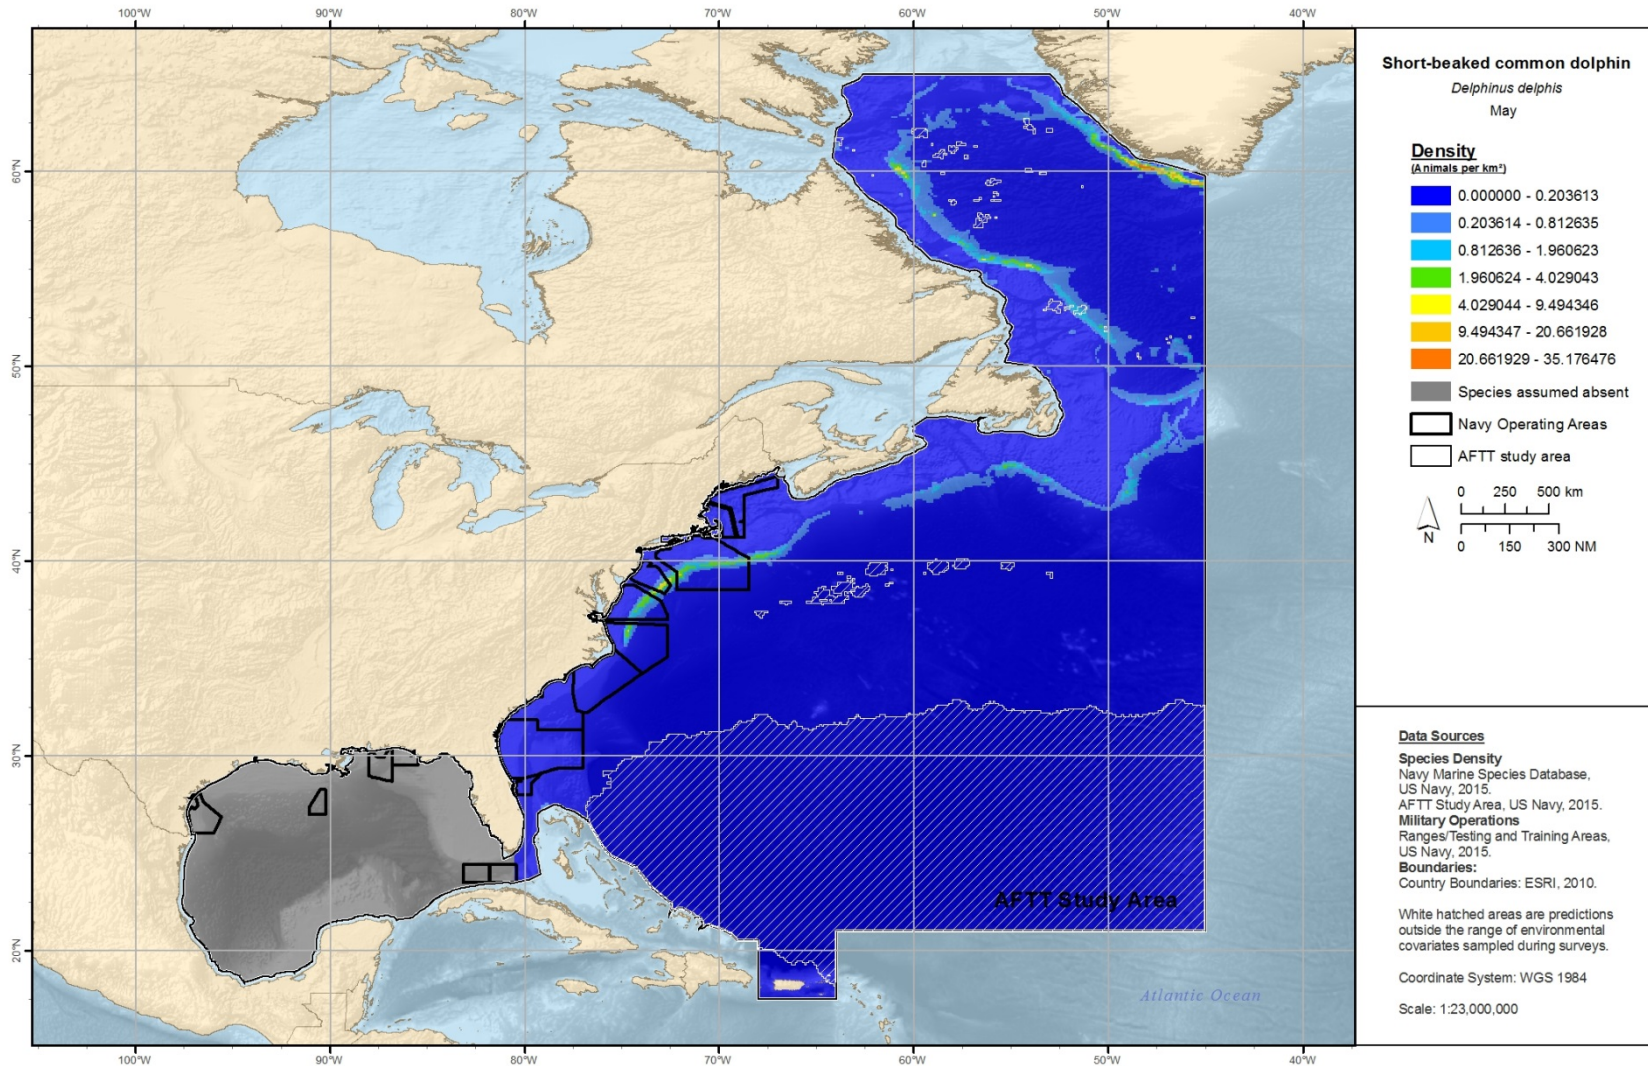 100°W
90°W
80°W
70°W
60°W
50°W
40°W
60°N
50°N
40°N
30°N
20°N
60°N
50°N
40°N
30°N
20°N
AFTT Study Area
Atlantic Ocean
100°W
90°W
80°W
70°W
60°W
50°W
40°W
Short-beaked common dolphin
Delphinus delphis
May
Density
(Animals per km²)
0.000000 - 0.203613
0.203614 - 0.812635
0.812636 - 1.960623
1.960624 - 4.029043
4.029044 - 9.494346
9.494347 - 20.661928
20.661929 - 35.176476
Species assumed absent
Navy Operating Areas
AFTT study area
N
0 250 500 km
0 150 300 NM
Data Sources
Species Density
Navy Marine Species Database,
US Navy, 2015.
AFTT Study Area, US Navy, 2015.
Military Operations
Ranges/Testing and Training Areas,
US Navy, 2015.
Boundaries:
Country Boundaries: ESRI, 2010.
White hatched areas are predictions
outside the range of environmental
covariates sampled during surveys.
Coordinate System: WGS 1984
Scale: 1:23,000,000